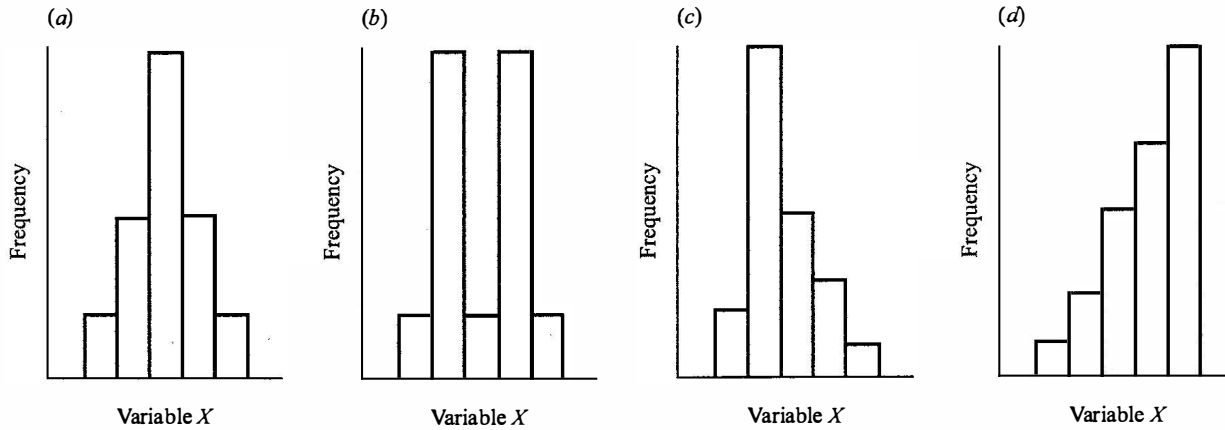 (a)
(b)
(c)
(d)
Frequency
Frequency
Frequency
Frequency
Variable X
Variable X
Variable X
Variable X